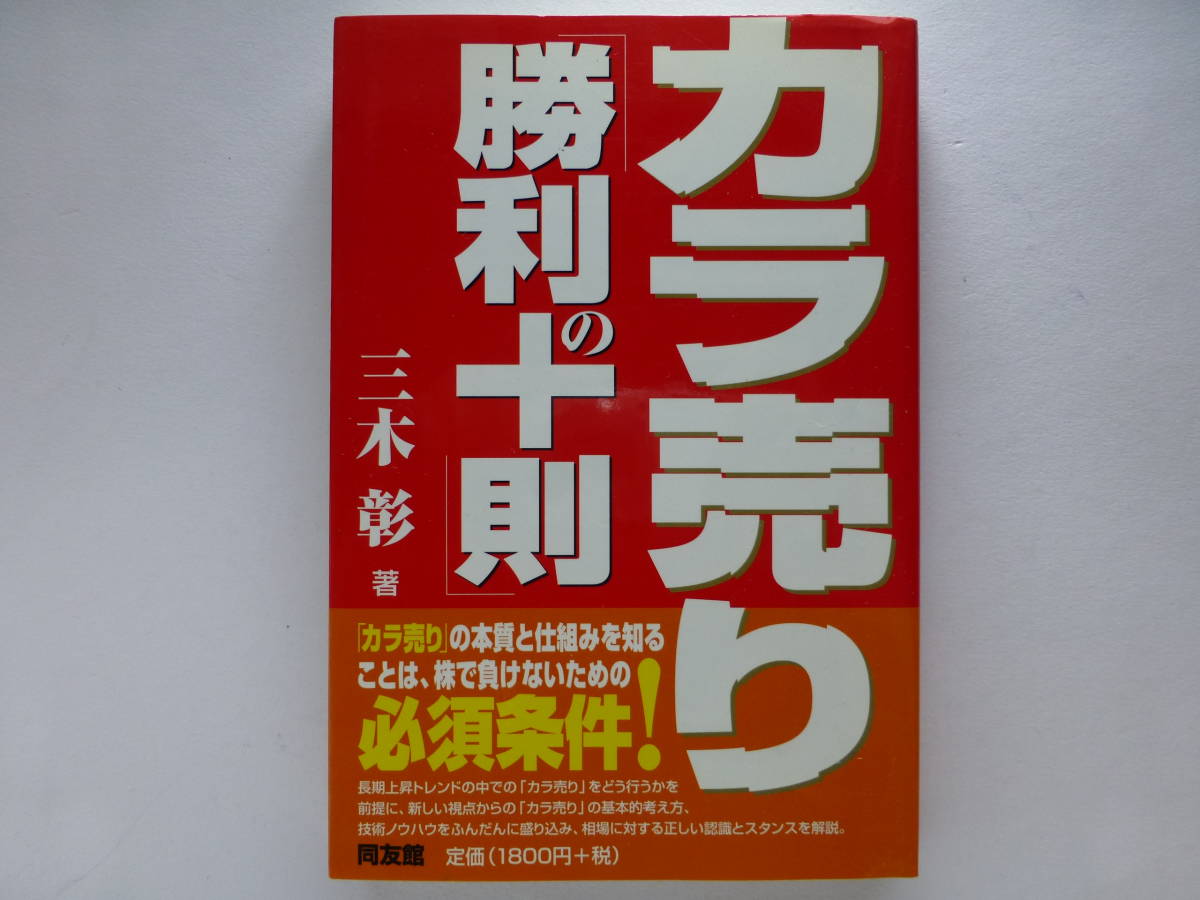 カラ売り
「勝利の十則」
三木 彰 著
「カラ売り」の本質と仕組みを知る
ことは、株で負けないための
必須条件!
長期上昇トレンドの中での「カラ売り」をどう行うかを
前提に、新しい視点からの「カラ売り」の基本的考え方、
技術ノウハウをふんだんに盛り込み、相場に対する正しい認識とスタンスを解説。
同友館 定価(1800円+税)